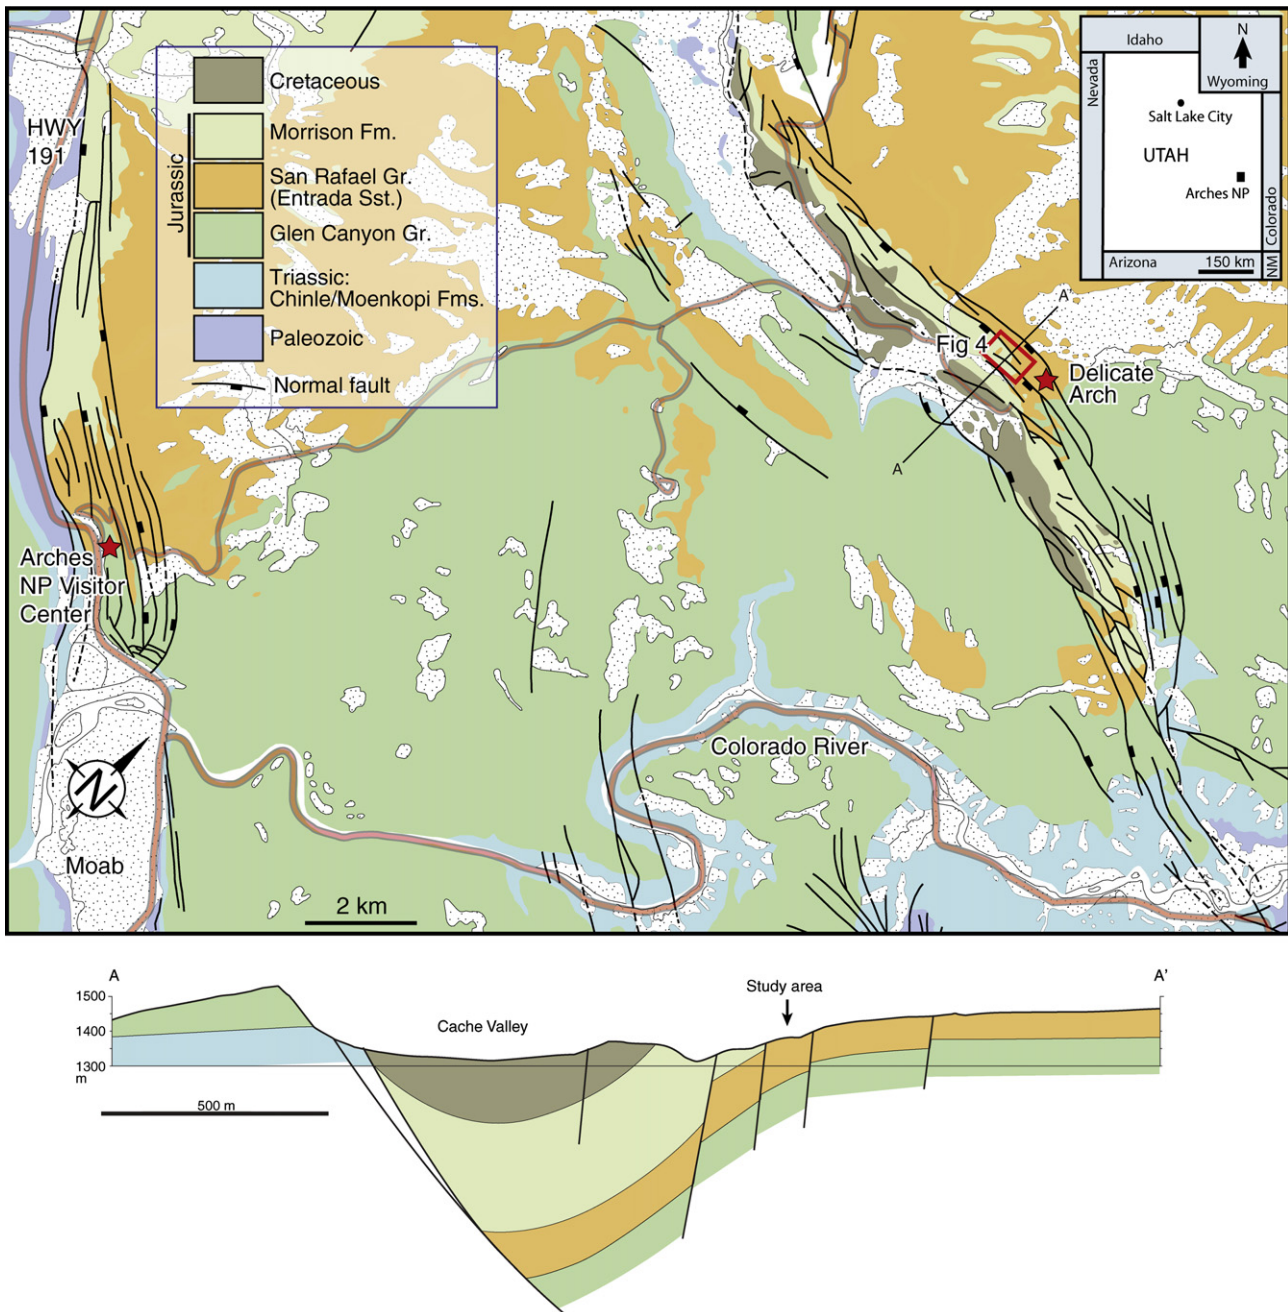 HWY
191
Cretaceous
Jurassic
Morrison Fm.
San Rafael Gr.
(Entrada Sst.)
Glen Canyon Gr.
Triassic:
Chinle/Moenkopi Fms.
Paleozoic
Normal fault
Idaho
N
Wyoming
Nevada
Salt Lake City
UTAH
Arches NP
Colorado
Arizona
150 km
NM
A'
Fig 4
Delicate
Arch
A
Arches
NP Visitor
Center
Colorado River
N
Moab
2 km
A
A'
1500
1400
1300
m
Cache Valley
Study area
500 m